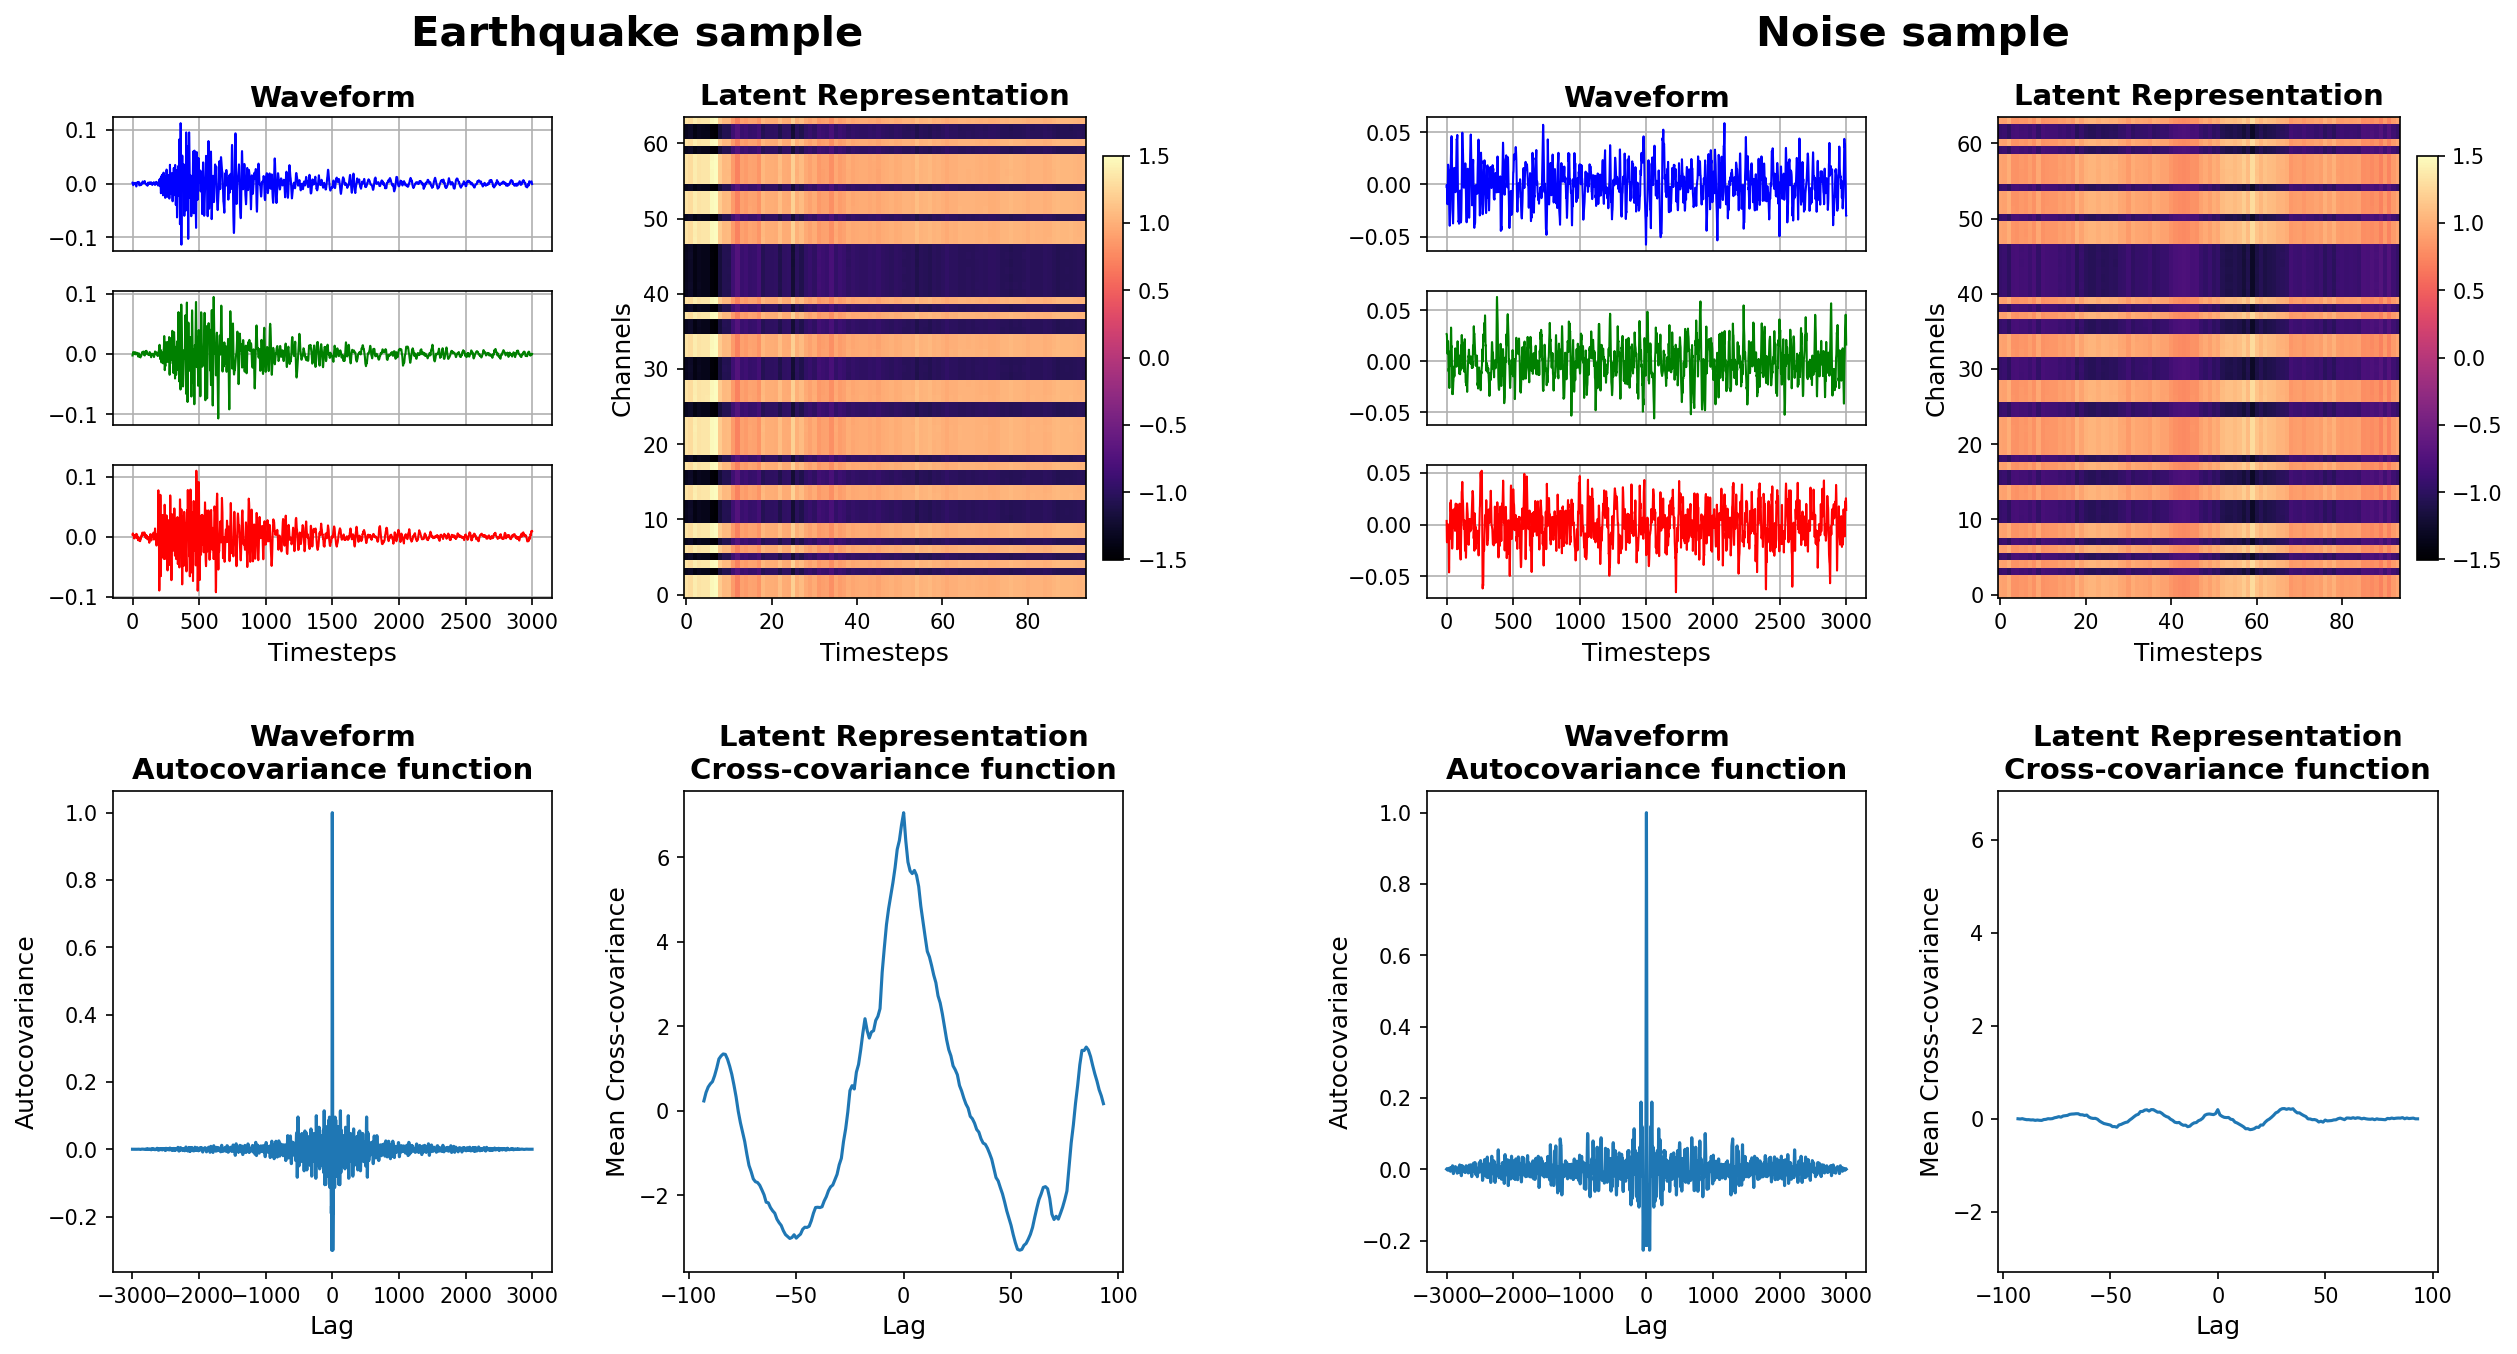 Earthquake sample
Noise sample
Waveform
0.1
0.0
−0.1
0.1
0.0
−0.1
0.1
0.0
−0.1
0 500 1000 1500 2000 2500 3000
Timesteps
Latent Representation
Channels
60
50
40
30
20
10
0
0 20 40 60 80
Timesteps
1.5
1.0
0.5
0.0
−0.5
−1.0
−1.5
Waveform
0.05
0.00
−0.05
0.05
0.00
−0.05
0.05
0.00
−0.05
0 500 1000 1500 2000 2500 3000
Timesteps
Latent Representation
Channels
60
50
40
30
20
10
0
0 20 40 60 80
Timesteps
1.5
1.0
0.5
0.0
−0.5
−1.0
−1.5
Waveform
Autocovariance function
Autocovariance
1.0
0.8
0.6
0.4
0.2
0.0
−0.2
−3000 −2000 −1000 0 1000 2000 3000
Lag
Latent Representation
Cross-covariance function
Mean Cross-covariance
6
4
2
0
−2
−100 −50 0 50 100
Lag
Waveform
Autocovariance function
Autocovariance
1.0
0.8
0.6
0.4
0.2
0.0
−0.2
−3000 −2000 −1000 0 1000 2000 3000
Lag
Latent Representation
Cross-covariance function
Mean Cross-covariance
6
4
2
0
−2
−100 −50 0 50 100
Lag